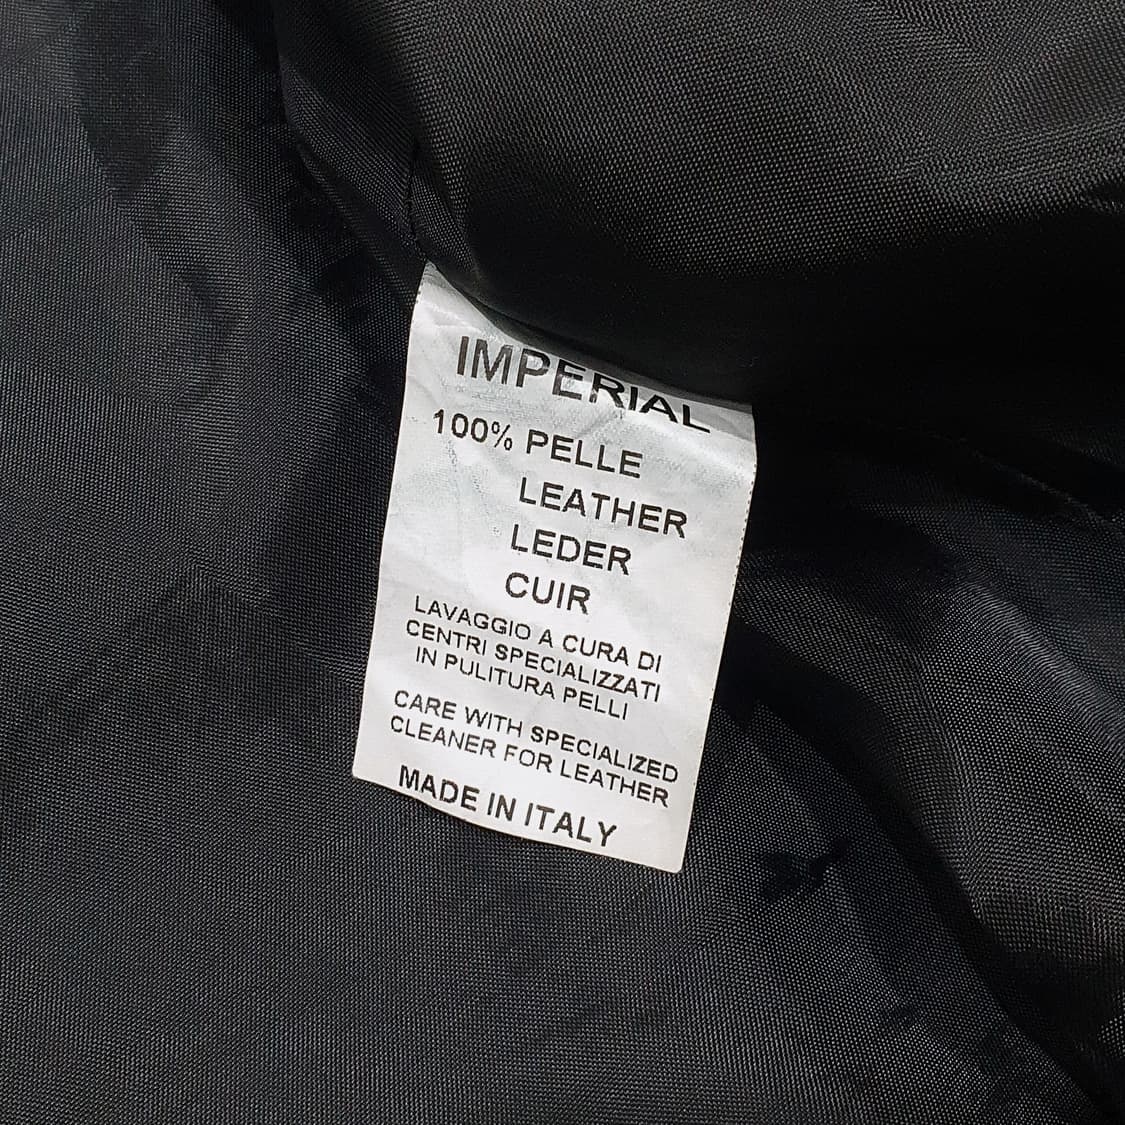 IMPERIAL
100% PELLE
LEATHER
LEDER
CUIR
LAVAGGIO A CURA DI
CENTRI SPECIALIZZATI
IN PULITURA PELLI
CARE WITH SPECIALIZED
CLEANER FOR LEATHER
MADE IN ITALY